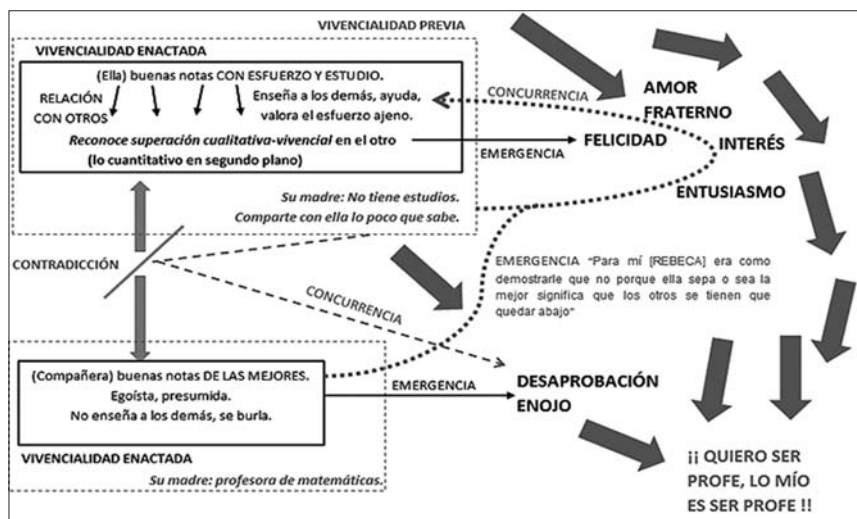 VIVENCIALIDAD PREVIA
VIVENCIALIDAD ENACTADA
(Ella) buenas notas CON ESFUERZO Y ESTUDIO.
RELACIÓN
CON OTROS
Enseña a los demás, ayuda,
valora el esfuerzo ajeno.
Reconoce superación cualitativa-vivencial en el otro
(lo cuantitativo en segundo plano)
CONCURRENCIA
AMOR
FRATERNO
EMERGENCIA
FELICIDAD
INTERÉS
ENTUSIASMO
Su madre: No tiene estudios.
Comparte con ella lo poco que sabe.
CONTRADICCIÓN
CONCURRENCIA
EMERGENCIA "Para mí [REBECA] era como
demostrarle que no porque ella sepa o sea la
mejor significa que los otros se tienen que
quedar abajo"
(Compañera) buenas notas DE LAS MEJORES.
Egoísta, presumida.
No enseña a los demás, se burla.
EMERGENCIA
DESAPROBACIÓN
ENOJO
VIVENCIALIDAD ENACTADA
Su madre: profesora de matemáticas.
¡¡ QUIERO SER
PROFE, LO MÍO
ES SER PROFE !!